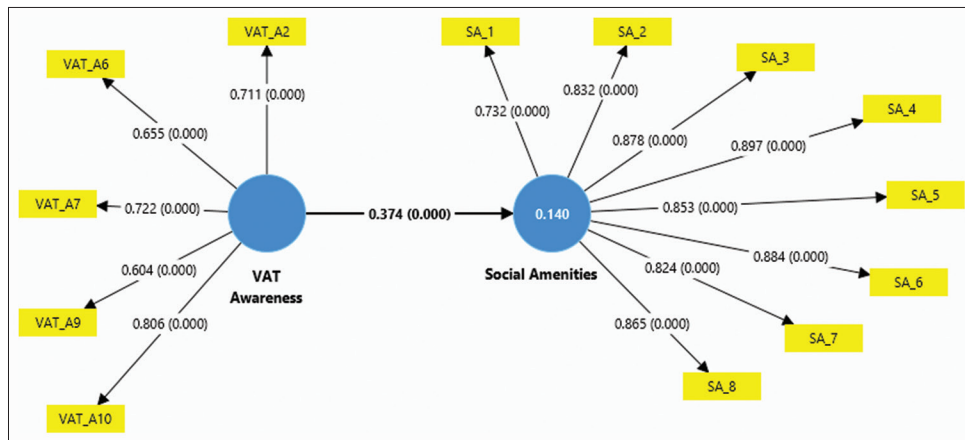 VAT_A2
SA_1
SA_2
VAT_A6
SA_3
0.711 (0.000)
0.732 (0.000)
0.832 (0.000)
SA_4
0.655 (0.000)
0.878 (0.000)
0.897 (0.000)
VAT_A7
0.722 (0.000)
0.374 (0.000)
0.140
0.853 (0.000)
SA_5
0.604 (0.000)
VAT
Awareness
Social Amenities
0.824 (0.000)
0.884 (0.000)
SA_6
VAT_A9
0.806 (0.000)
0.865 (0.000)
SA_7
SA_8
VAT_A10